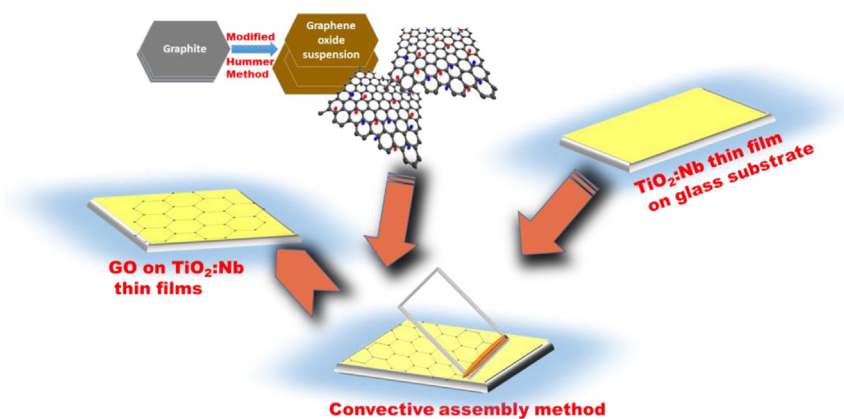 Graphite
Modified
Hummer
Method
Graphene
oxide
suspension
TiO₂:Nb thin film
on glass substrate
GO on TiO₂:Nb
thin films
Convective assembly method